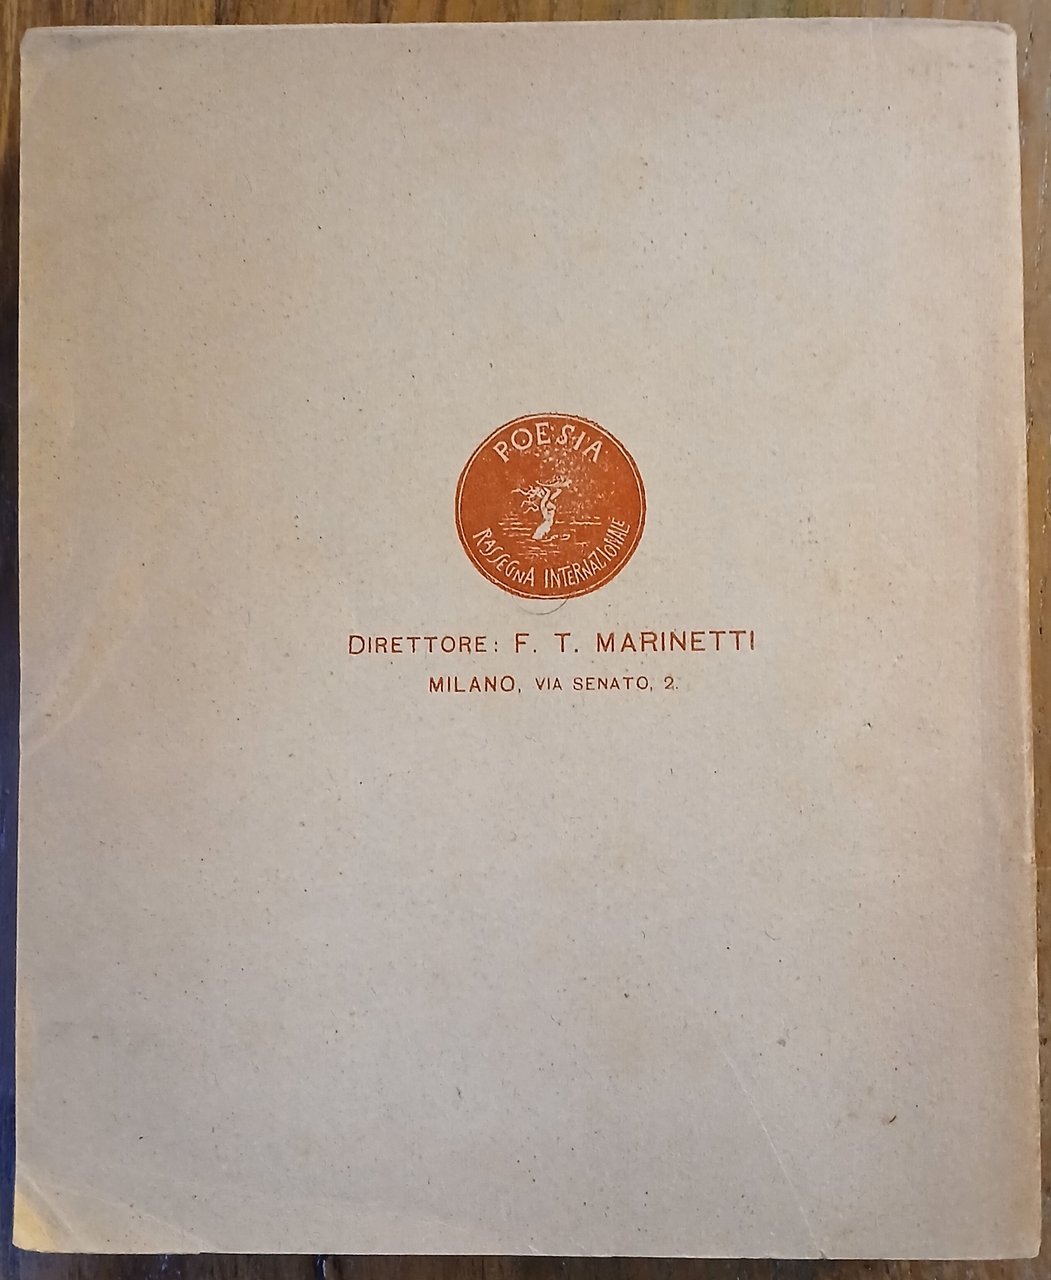 POESIA
RASSEGNA INTERNAZIONALE
DIRETTORE: F. T. MARINETTI
MILANO, VIA SENATO, 2.